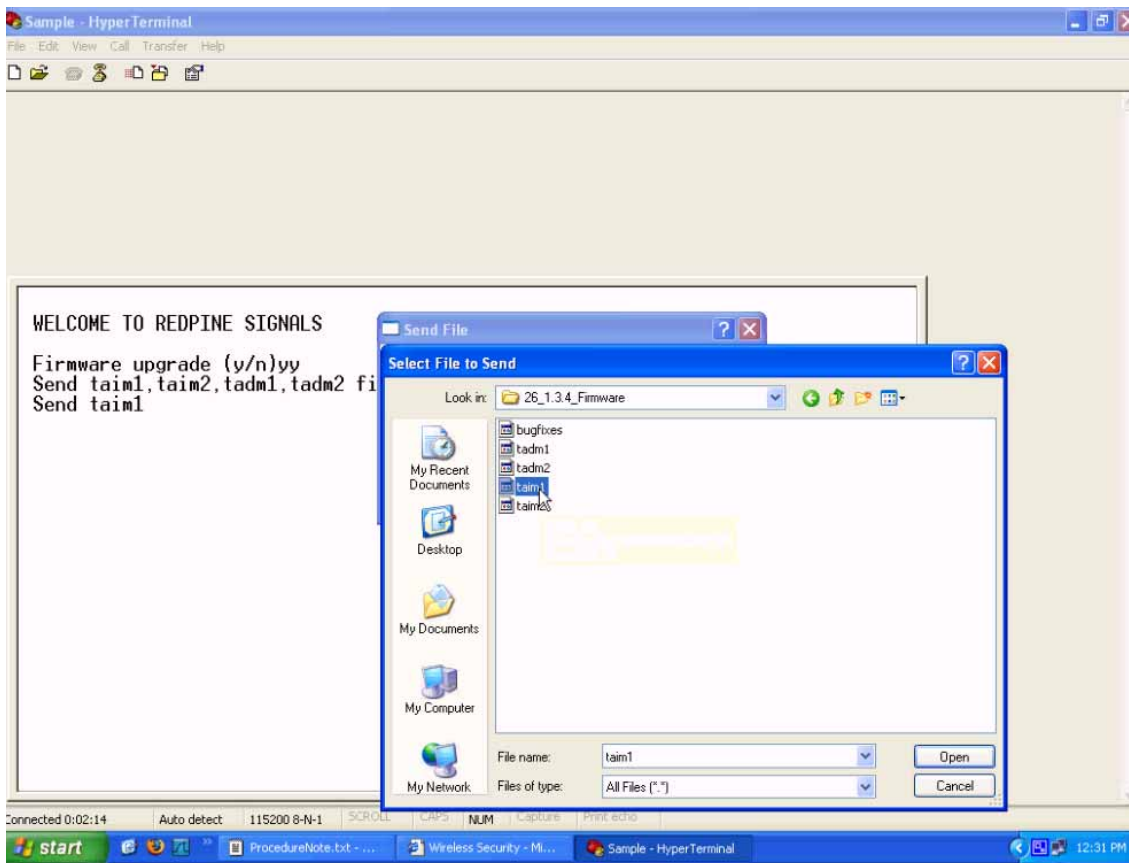 Sample - HyperTerminal
File Edit View Call Transfer Help
WELCOME TO REDPINE SIGNALS
Firmware upgrade (y/n)yy
Send taim1,taim2,tadm1,tadm2 fi
Send taim1
Send File
Select File to Send
Look in: 26_1.3.4_Firmware
bugfixes
tadm1
tadm2
taim1
taim2
My Recent
Documents
Desktop
My Documents
My Computer
My Network
File name: taim1 Open
Files of type: All Files (*.*) Cancel
Connected 0:02:14 Auto detect 115200 8-N-1 SCROLL CAPS NUM Capture Print echo
start ProcedureNote.txt - ... Wireless Security - Mi... Sample - HyperTerminal 12:31 PM